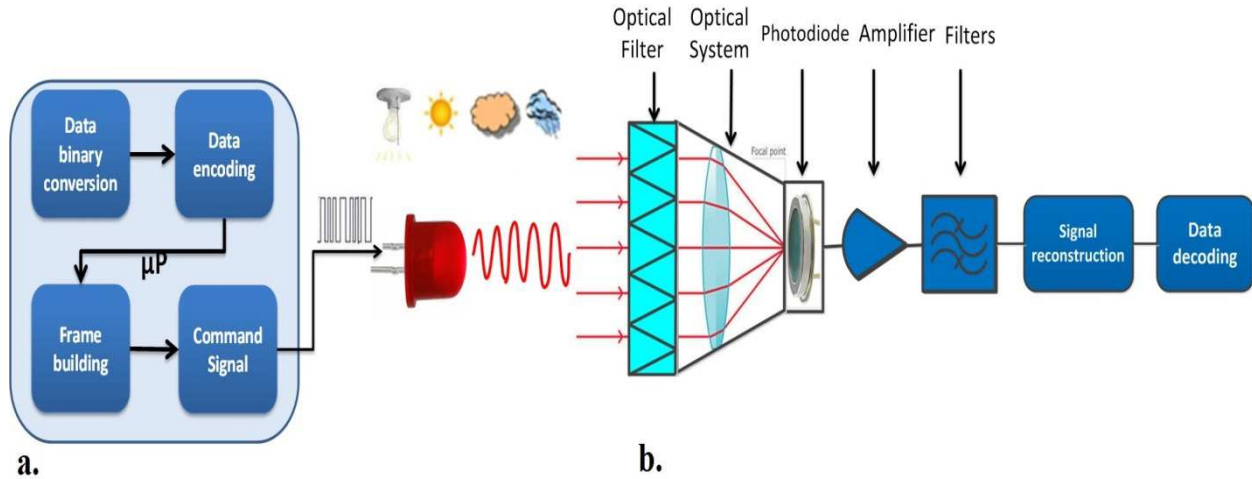 Data
binary
conversion
Data
encoding
μP
Frame
building
Command
Signal
a.
Optical
Filter
Optical
System
Photodiode
Amplifier
Filters
Focal point
Signal
reconstruction
Data
decoding
b.